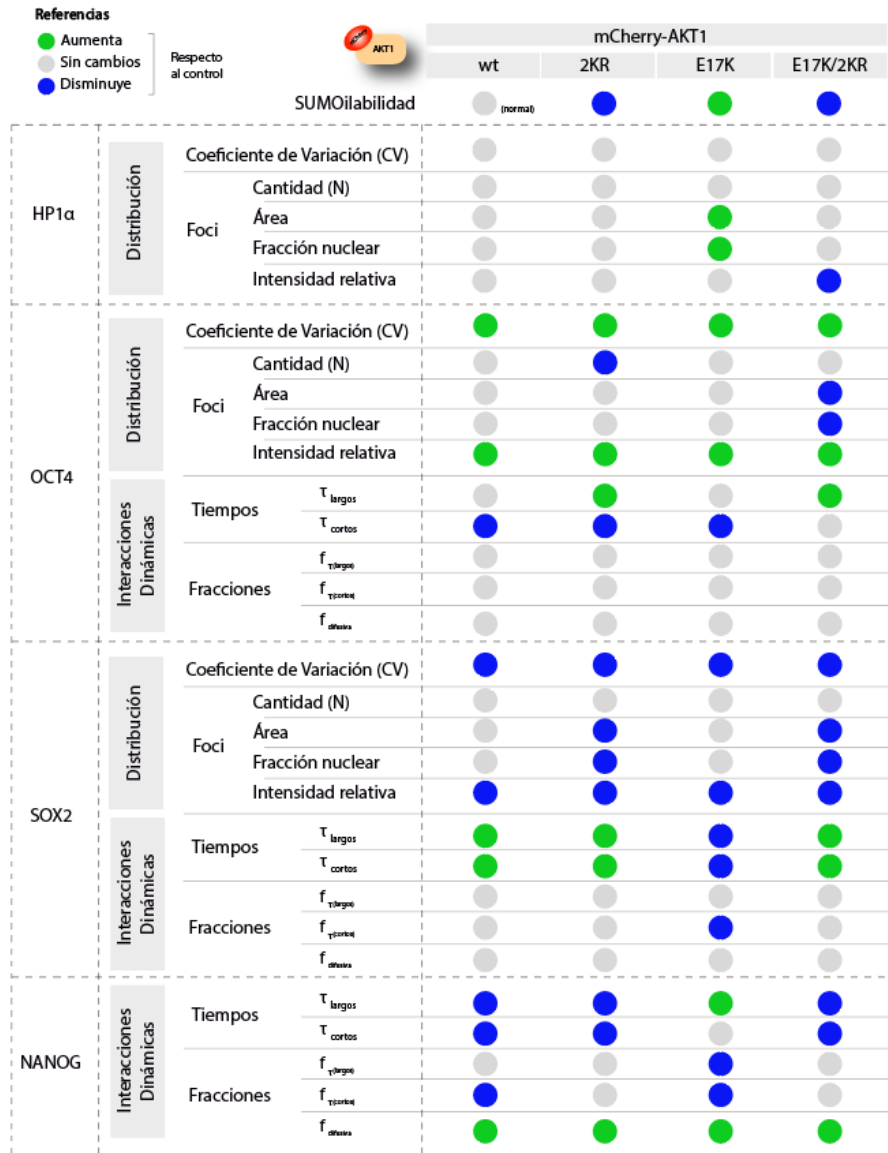 Referencias
Aumenta
Sin cambios
Disminuye
Respecto
al control
mCherry
AKT1
mCherry-AKT1
wt 2KR E17K E17K/2KR
SUMOilabilidad (normal)
HP1α
Distribución
Coeficiente de Variación (CV)
Foci
Cantidad (N)
Área
Fracción nuclear
Intensidad relativa
OCT4
Distribución
Coeficiente de Variación (CV)
Foci
Cantidad (N)
Área
Fracción nuclear
Intensidad relativa
Interacciones
Dinámicas
Tiempos
τ largos
τ cortos
Fracciones
f τ(largos)
f τ(cortos)
f difusiva
SOX2
Distribución
Coeficiente de Variación (CV)
Foci
Cantidad (N)
Área
Fracción nuclear
Intensidad relativa
Interacciones
Dinámicas
Tiempos
τ largos
τ cortos
Fracciones
f τ(largos)
f τ(cortos)
f difusiva
NANOG
Interacciones
Dinámicas
Tiempos
τ largos
τ cortos
Fracciones
f τ(largos)
f τ(cortos)
f difusiva